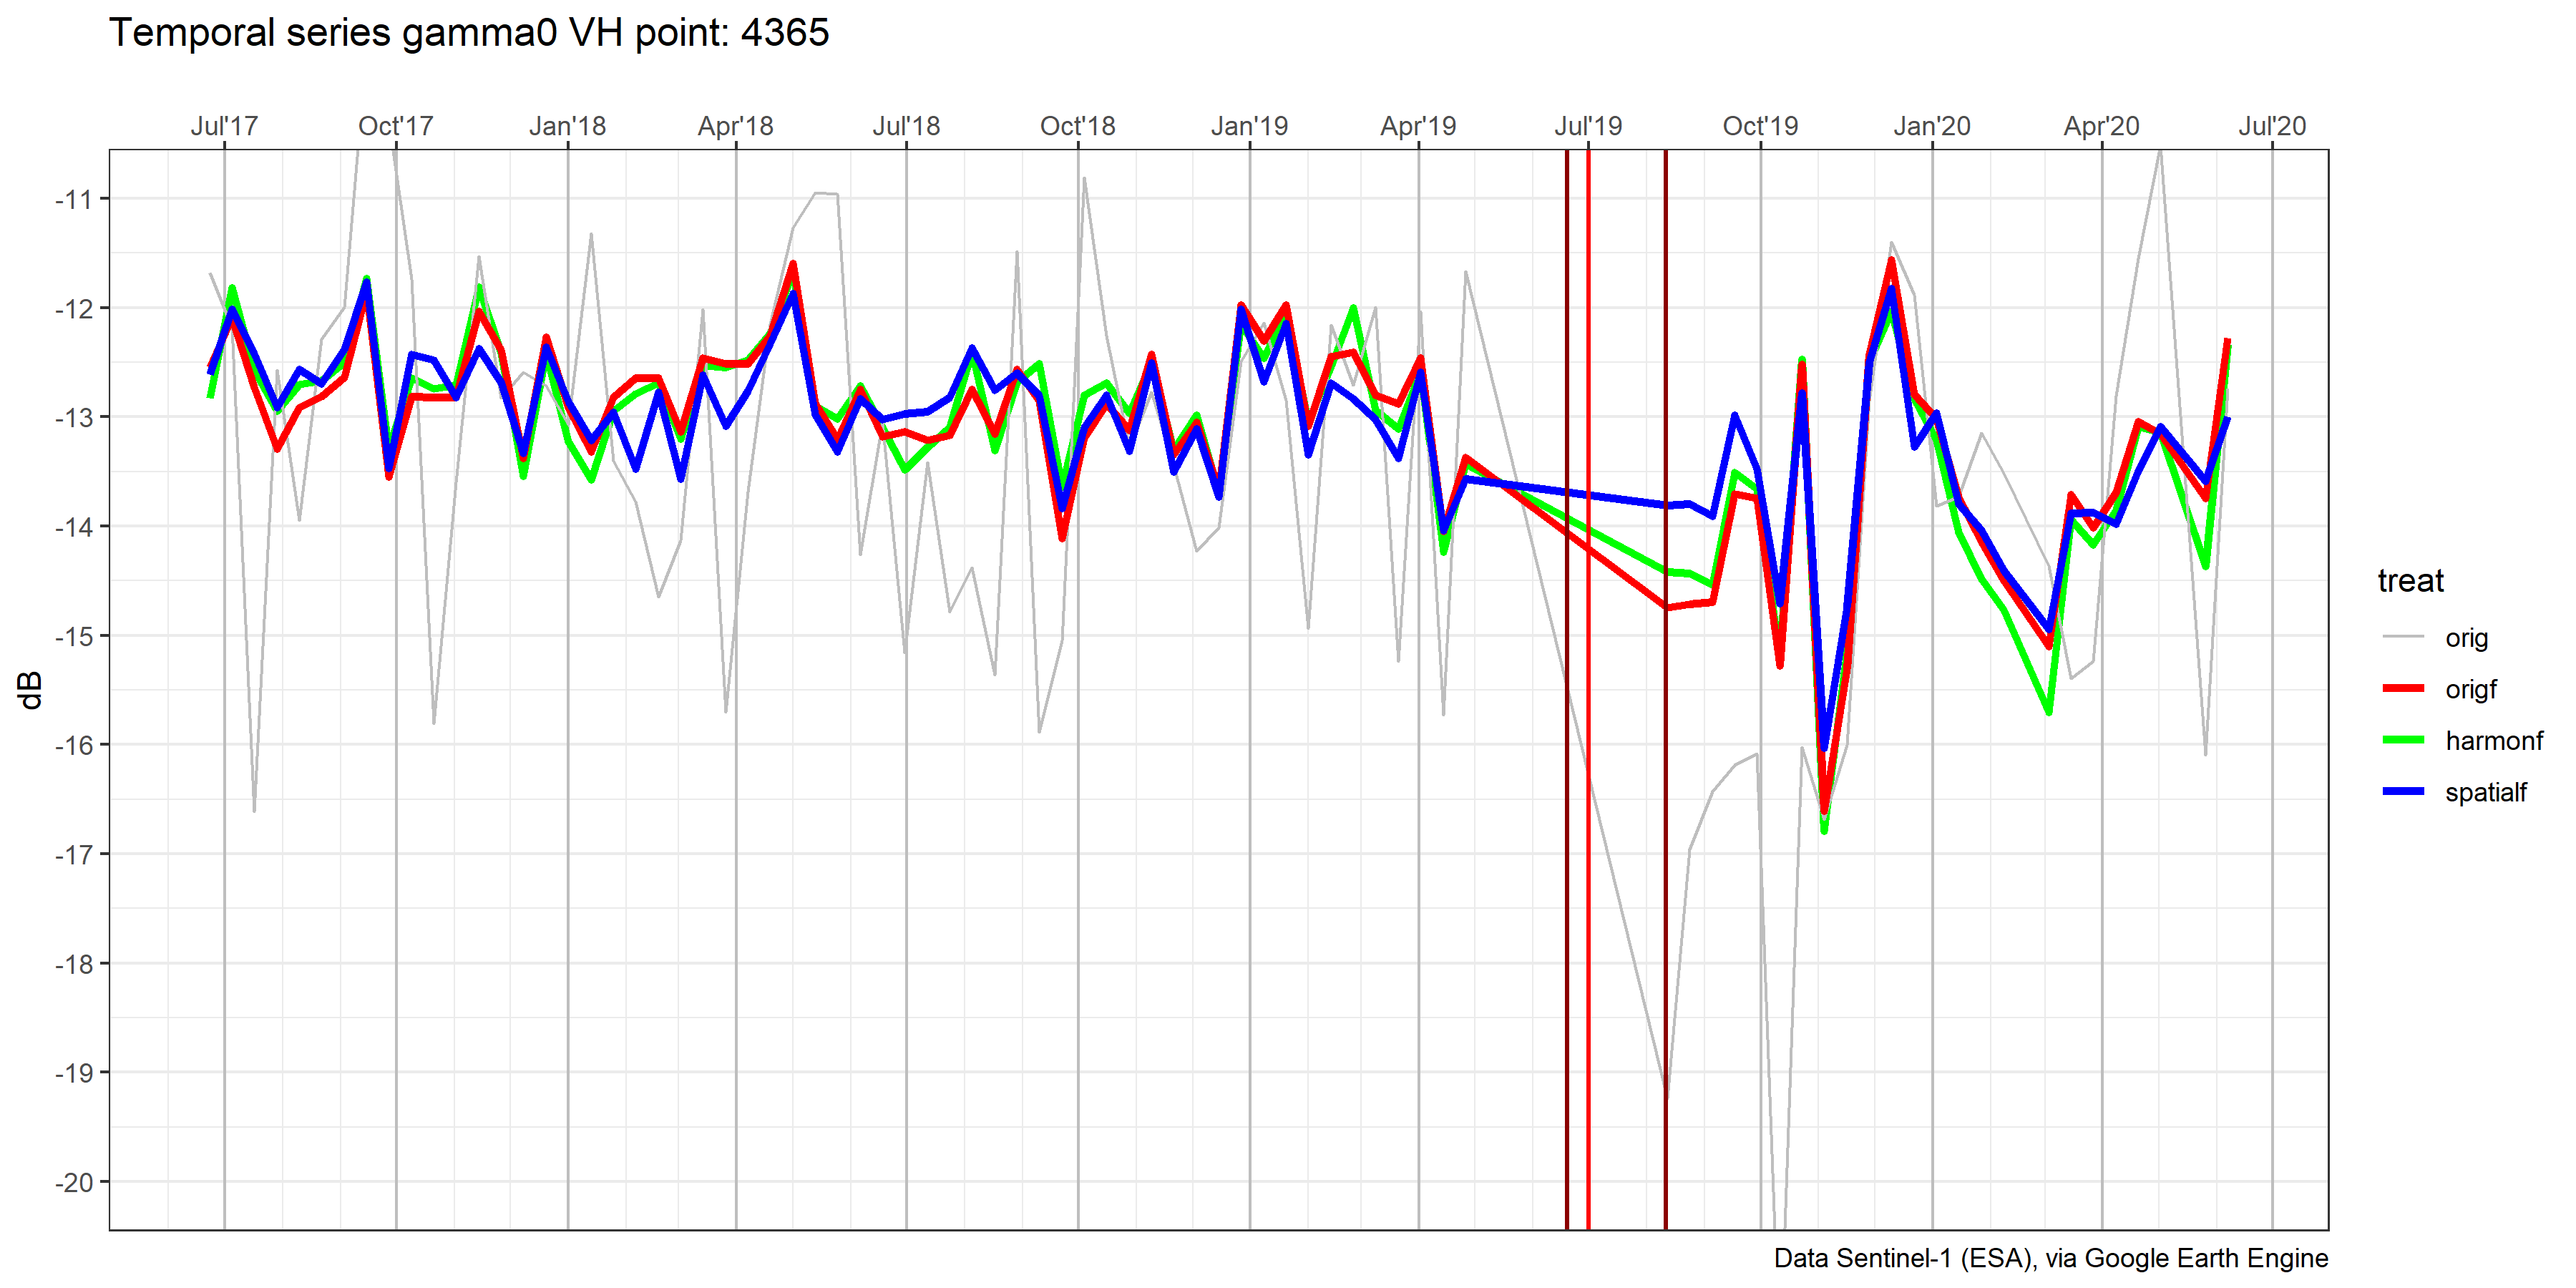 Temporal series gamma0 VH point: 4365
Jul'17 Oct'17 Jan'18 Apr'18 Jul'18 Oct'18 Jan'19 Apr'19 Jul'19 Oct'19 Jan'20 Apr'20 Jul'20
-11
-12
-13
-14
-15
-16
-17
-18
-19
-20
dB
treat
orig
origf
harmonf
spatialf
Data Sentinel-1 (ESA), via Google Earth Engine